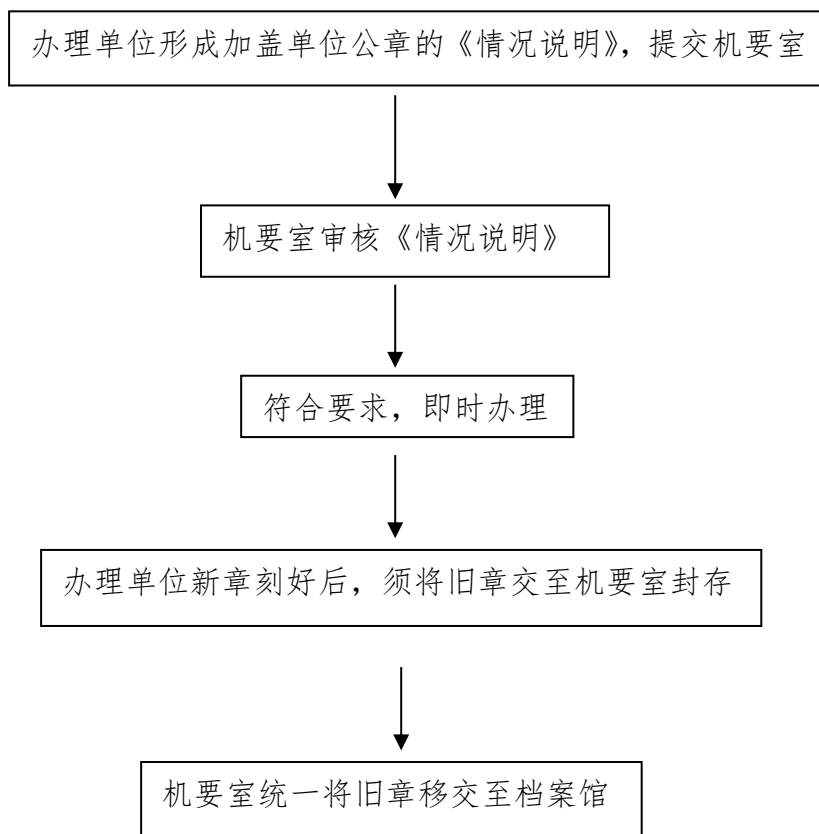 办理单位形成加盖单位公章的《情况说明》，提交机要室
机要室审核《情况说明》
符合要求，即时办理
办理单位新章刻好后，须将旧章交至机要室封存
机要室统一将旧章移交至档案馆